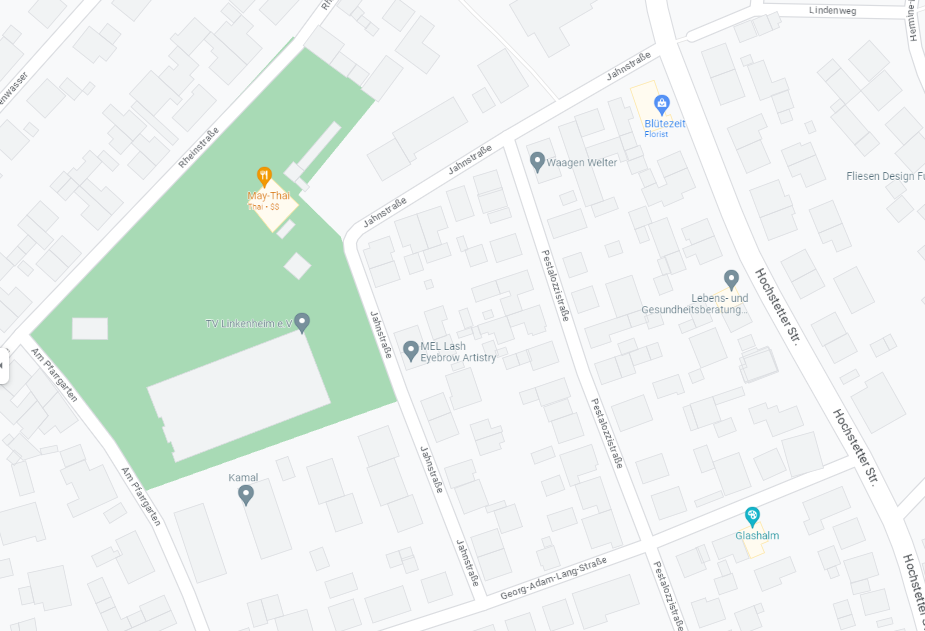 Lindenweg
Jahnstraße
Blütezeit
Florist
Rheinstraße
Jahnstraße
Waagen Welter
Fliesen Design Fu
May-Thai
Thai • $$
Jahnstraße
Pestalozzistraße
Hochstetter Str.
Lebens- und
Gesundheitsberatung...
TV Linkenheim e.V
Jahnstraße
MEL Lash
Eyebrow Artistry
Am Pfarrgarten
Pestalozzistraße
Hochstetter Str.
Jahnstraße
Kamal
Am Pfarrgarten
Glashalm
Jahnstraße
Georg-Adam-Lang-Straße
Pestalozzistraße
Hochstetter S